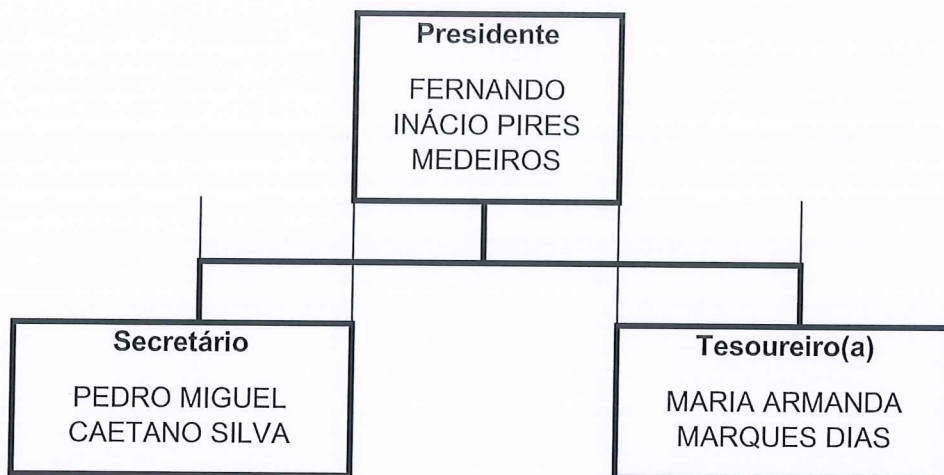 Presidente
FERNANDO
INÁCIO PIRES
MEDEIROS
Secretário
PEDRO MIGUEL
CAETANO SILVA
Tesoureiro(a)
MARIA ARMANDA
MARQUES DIAS